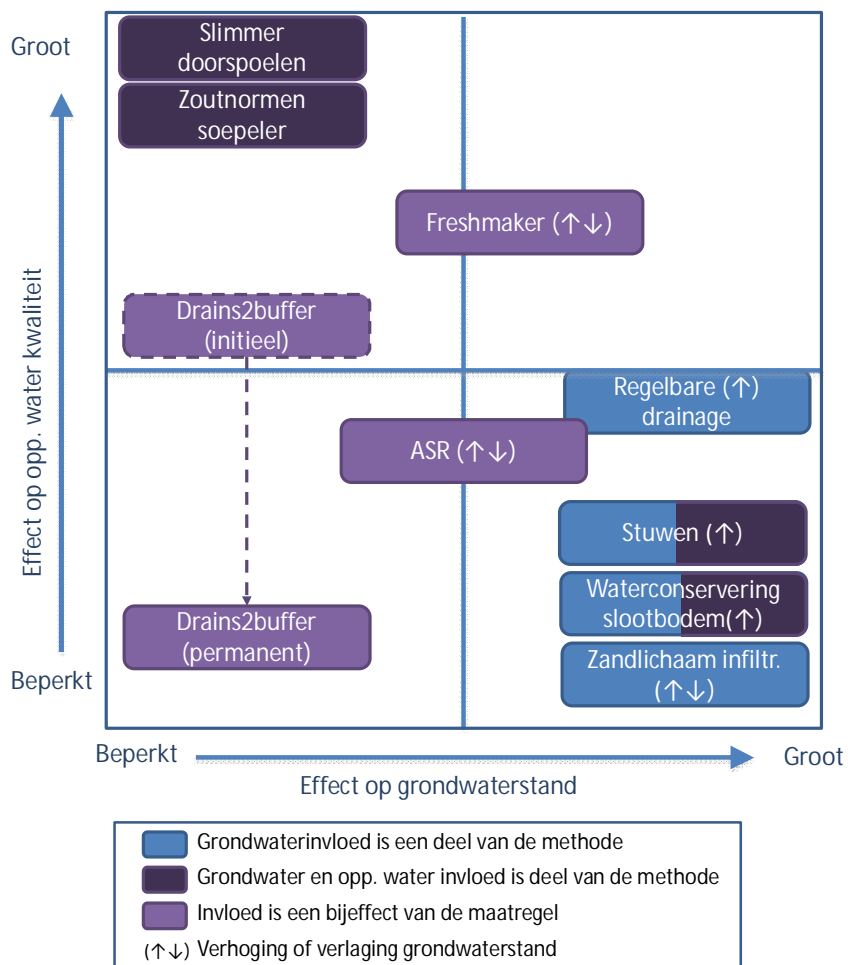 Groot
Effect op opp. water kwaliteit
Beperkt
Slimmer
doorspoelen
Zoutnormen
soepeler
Freshmaker (↑↓)
Drains2buffer
(initieel)
Regelbare (↑)
drainage
ASR (↑↓)
Stuwen (↑)
Waterconservering
slootbodem(↑)
Drains2buffer
(permanent)
Zandlichaam infiltr.
(↑↓)
Beperkt
Groot
Effect op grondwaterstand
Grondwaterinvloed is een deel van de methode
Grondwater en opp. water invloed is deel van de methode
Invloed is een bijeffect van de maatregel
(↑↓) Verhoging of verlaging grondwaterstand